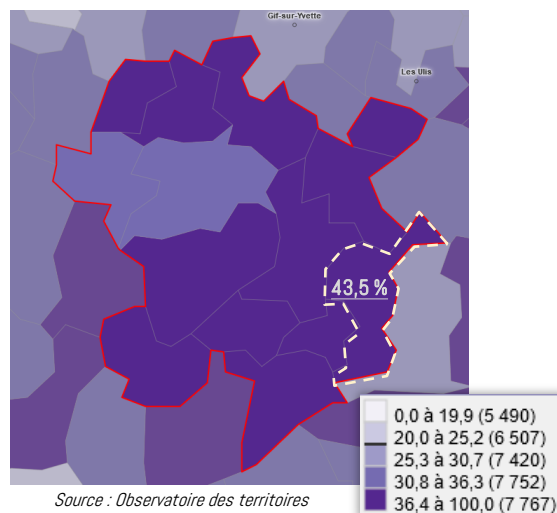 Gif-sur-Yvette
Les Ulis
43,5 %
0,0 à 19,9 (5 490)
20,0 à 25,2 (6 507)
25,3 à 30,7 (7 420)
30,8 à 36,3 (7 752)
36,4 à 100,0 (7 767)
Source : Observatoire des territoires